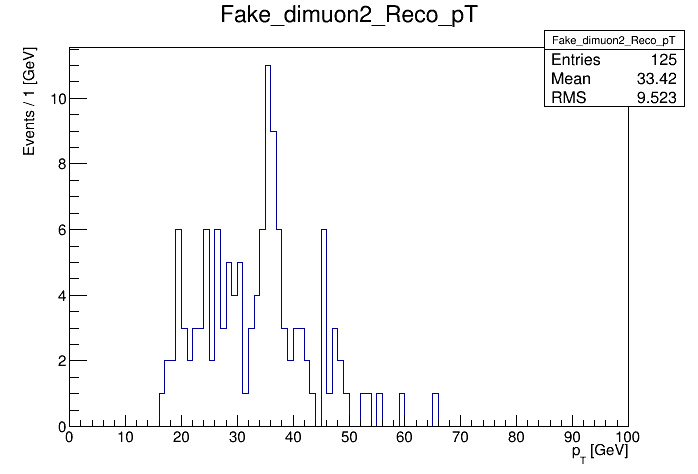 Fake_dimuon2_Reco_pT
Fake_dimuon2_Reco_pT
Entries 125
Mean 33.42
RMS 9.523
Events / 1 [GeV]
10
8
6
4
2
0
0 10 20 30 40 50 60 70 80 90 100
p_T [GeV]